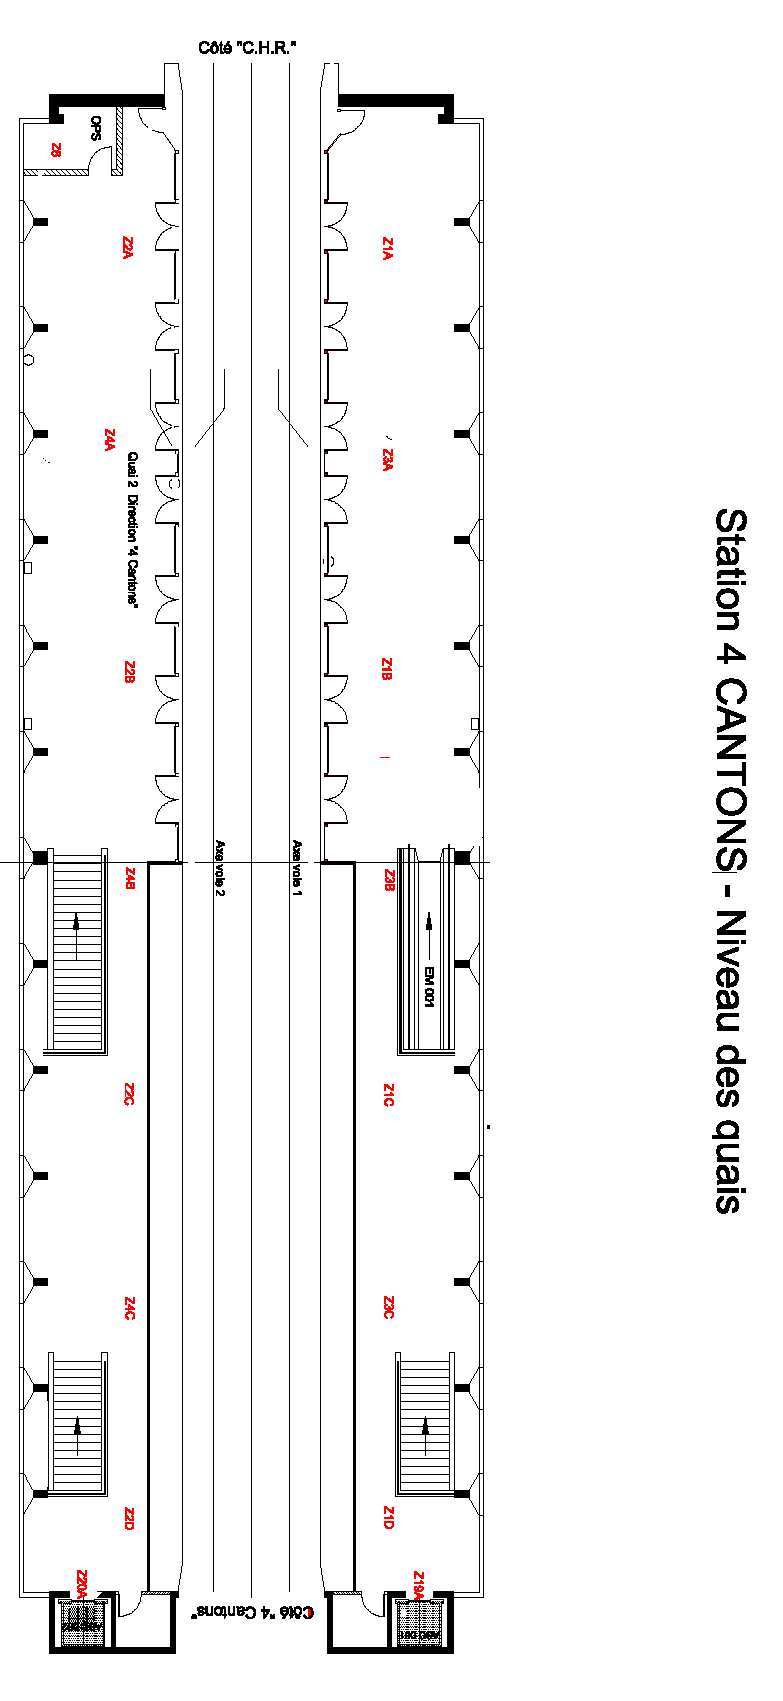 Côté "C.H.R."
OPS
Z6
Z2A
Z1A
Z4A
Z3A
Quai 2 Direction "4 Cantons"
Z2B
Z1B
Station 4 CANTONS - Niveau des quais
Axe voie 2
Axe voie 1
Z4B
Z3B
EM 001
Z2C
Z1C
Z4C
Z3C
Z2D
Z1D
Z20A
Z19A
Côté "4 Cantons"